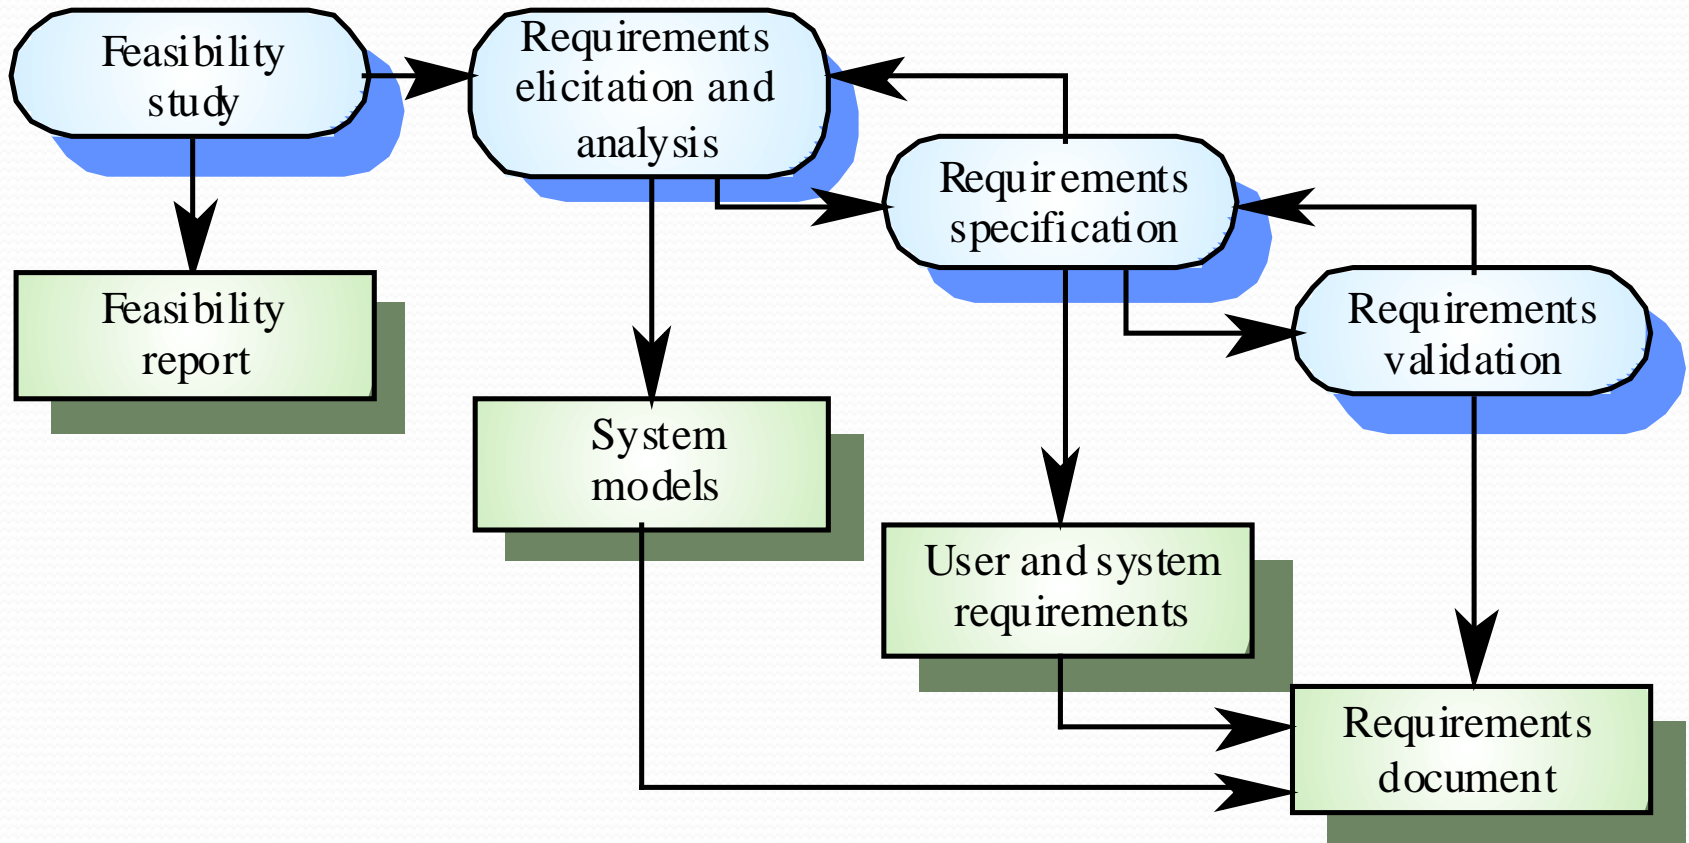 Feasibility
study
Requirements
elicitation and
analysis
Requirements
specification
Requirements
validation
Feasibility
report
System
models
User and system
requirements
Requirements
document